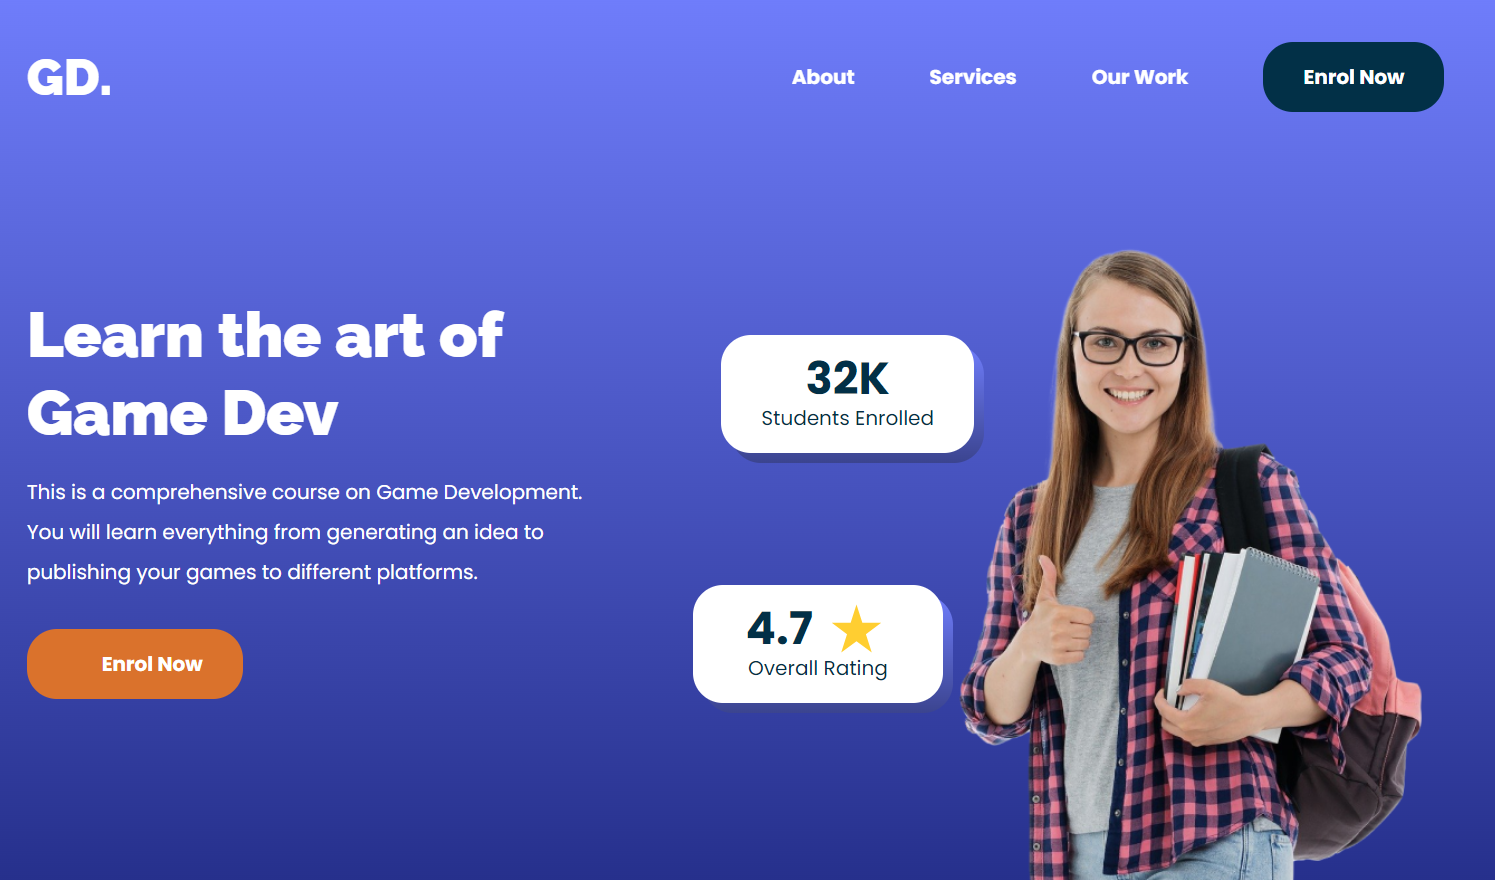 GD.
About
Services
Our Work
Enrol Now
Learn the art of
Game Dev
This is a comprehensive course on Game Development.
You will learn everything from generating an idea to
publishing your games to different platforms.
Enrol Now
32K
Students Enrolled
4.7
Overall Rating